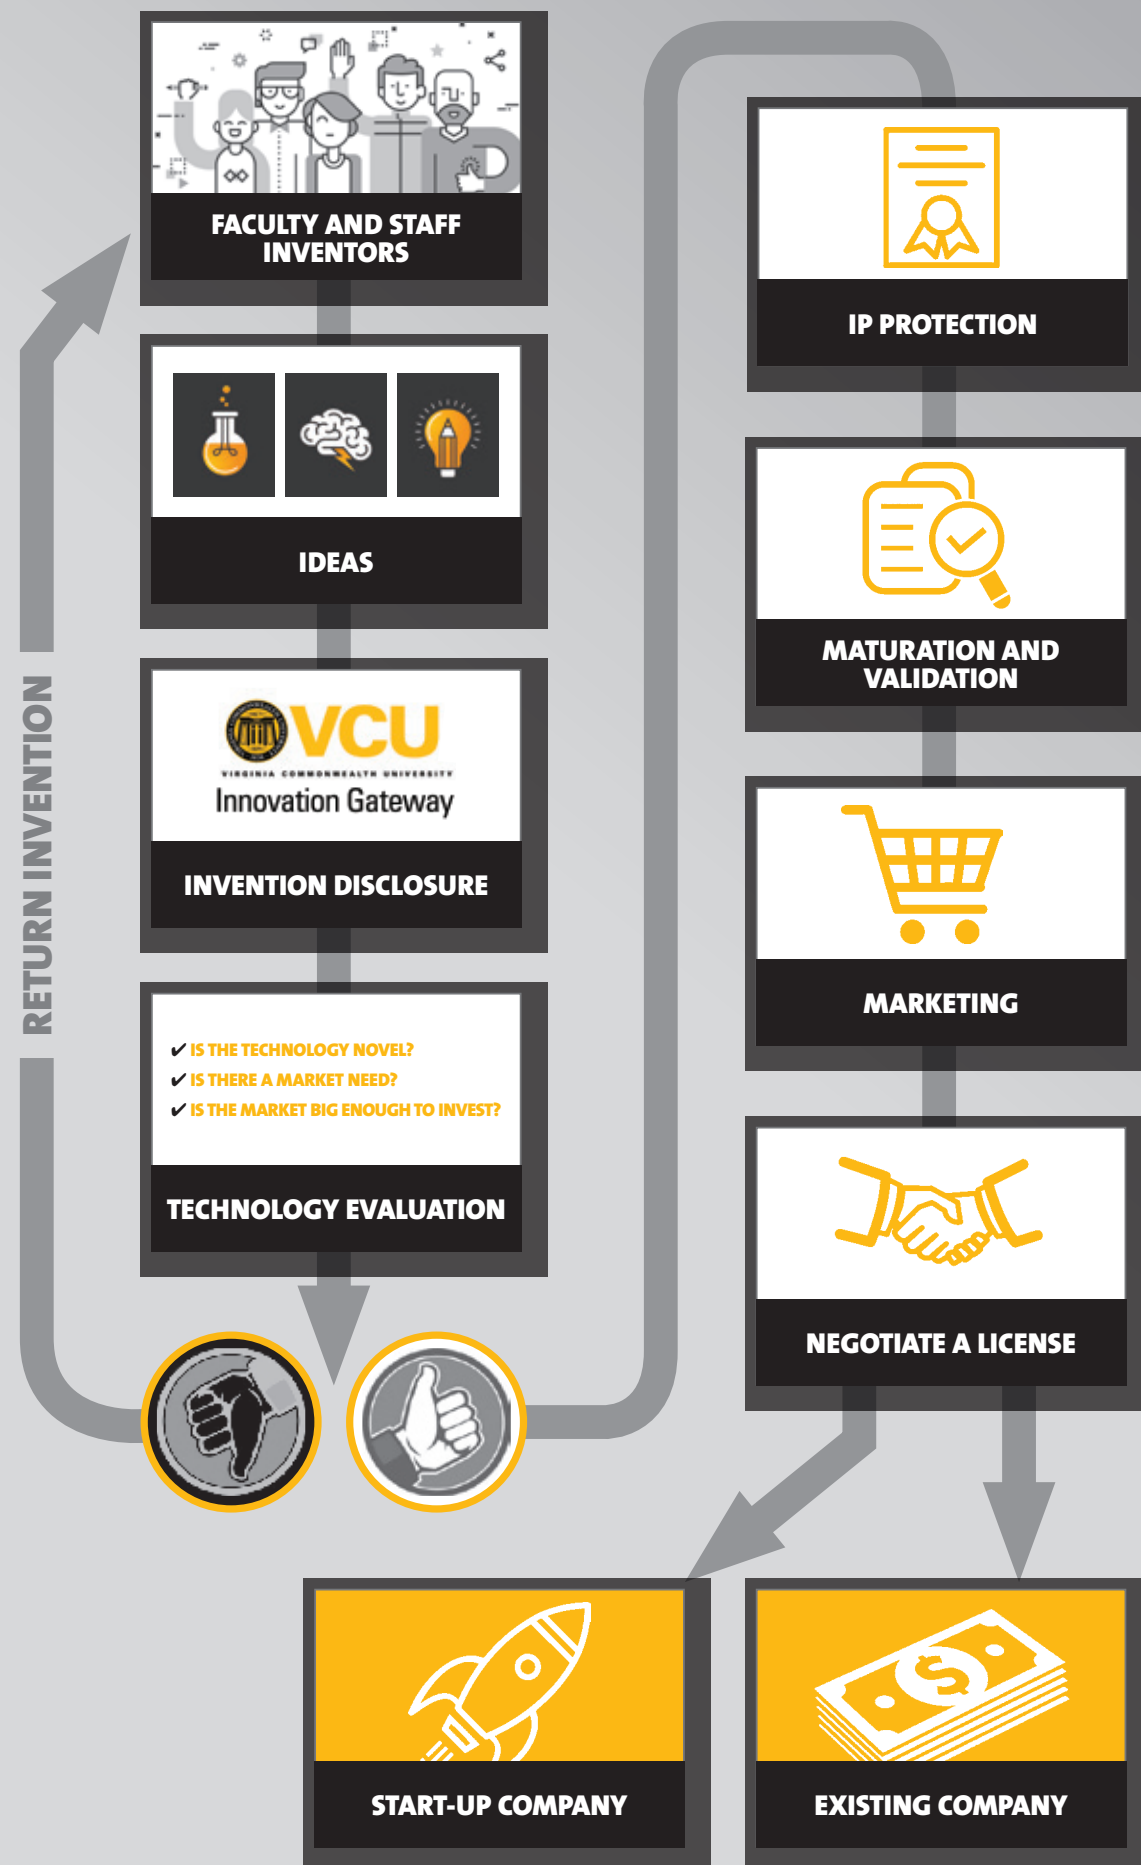 FACULTY AND STAFF
INVENTORS
IDEAS
VCU
VIRGINIA COMMONWEALTH UNIVERSITY
Innovation Gateway
INVENTION DISCLOSURE
✔ IS THE TECHNOLOGY NOVEL?
✔ IS THERE A MARKET NEED?
✔ IS THE MARKET BIG ENOUGH TO INVEST?
TECHNOLOGY EVALUATION
RETURN INVENTION
IP PROTECTION
MATURATION AND
VALIDATION
MARKETING
NEGOTIATE A LICENSE
START-UP COMPANY
$
EXISTING COMPANY